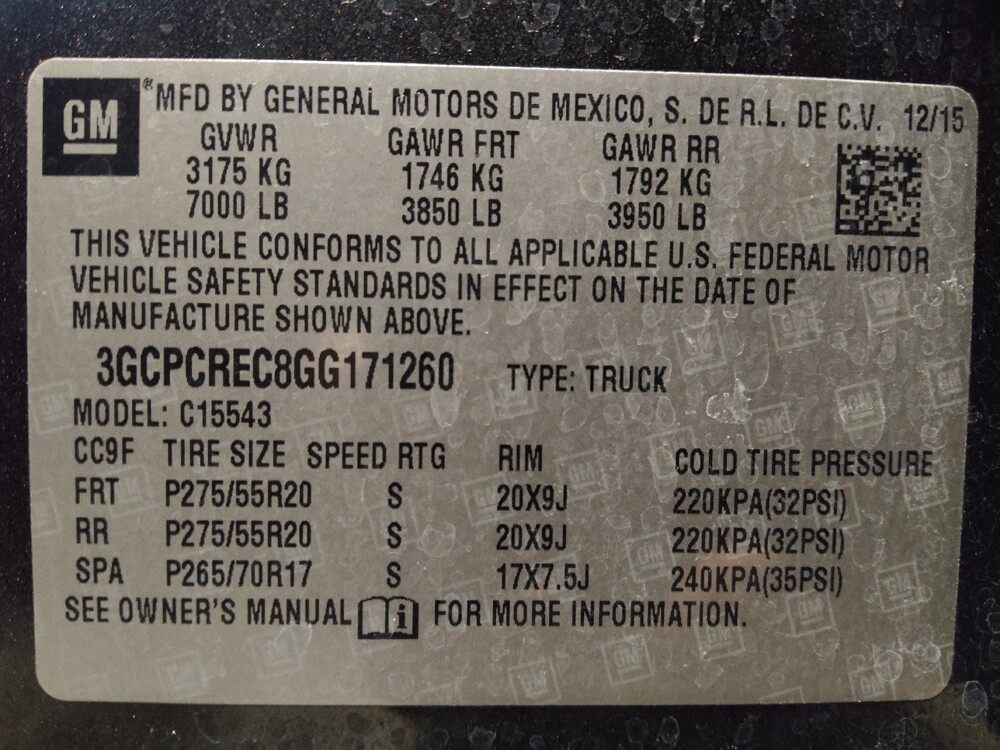 GM ® MFD BY GENERAL MOTORS DE MEXICO, S. DE R.L. DE C.V. 12/15
GVWR GAWR FRT GAWR RR
3175 KG 1746 KG 1792 KG
7000 LB 3850 LB 3950 LB
THIS VEHICLE CONFORMS TO ALL APPLICABLE U.S. FEDERAL MOTOR
VEHICLE SAFETY STANDARDS IN EFFECT ON THE DATE OF
MANUFACTURE SHOWN ABOVE.
3GCPCREC8GG171260 TYPE: TRUCK
MODEL: C15543
CC9F TIRE SIZE SPEED RTG RIM COLD TIRE PRESSURE
FRT P275/55R20 S 20X9J 220KPA(32PSI)
RR P275/55R20 S 20X9J 220KPA(32PSI)
SPA P265/70R17 S 17X7.5J 240KPA(35PSI)
SEE OWNER'S MANUAL i FOR MORE INFORMATION.